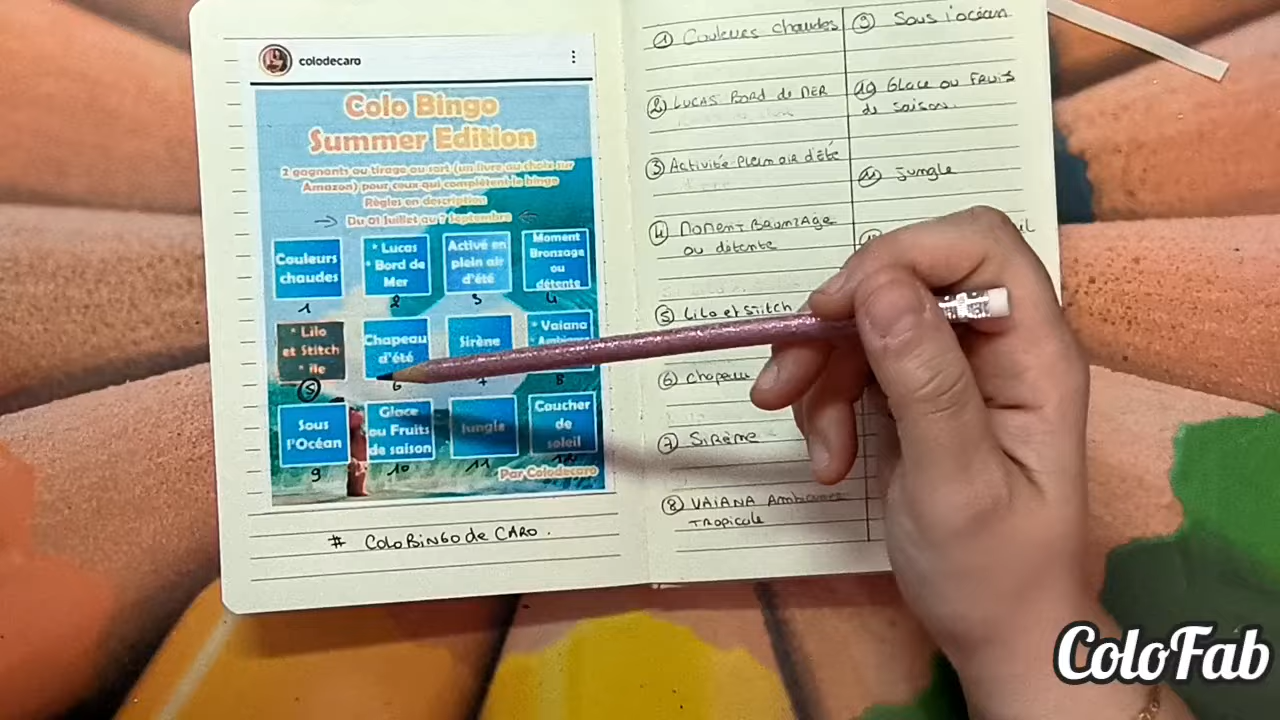 colodecaro
Colo Bingo
Summer Edition
2 gagnants au tirage au sort (un livre au choix sur
Amazon) pour ceux qui complètent le bingo
Règles en description
Du 01 Juillet au 7 Septembre
Couleurs
chaudes
1
* Lucas
* Bord de
Mer
2
Activé en
plein air
d'été
3
Moment
Bronzage
ou
détente
4
* Lilo
et Stitch
* île
5
Chapeau
d'été
6
Sirène
7
* Vaiana
8
Sous
l'Océan
9
Glace
ou Fruits
de saison
10
Jungle
11
Coucher
de
soleil
12
Par Colodecaro
# ColoBINGO de CARO.
1 Couleurs chaudes
2 LUCAS Bord de MER
3 Activité Plein air d'été
4 MOMENT BRONZAGE
ou détente
5 Lilo et Stitch
6 Chapeau
7 Sirène
8 VAIANA Ambiance
TROPICALE
9 Sous l'océan
10 Glace ou FRUITS
de saison.
11 Jungle
ColoFab